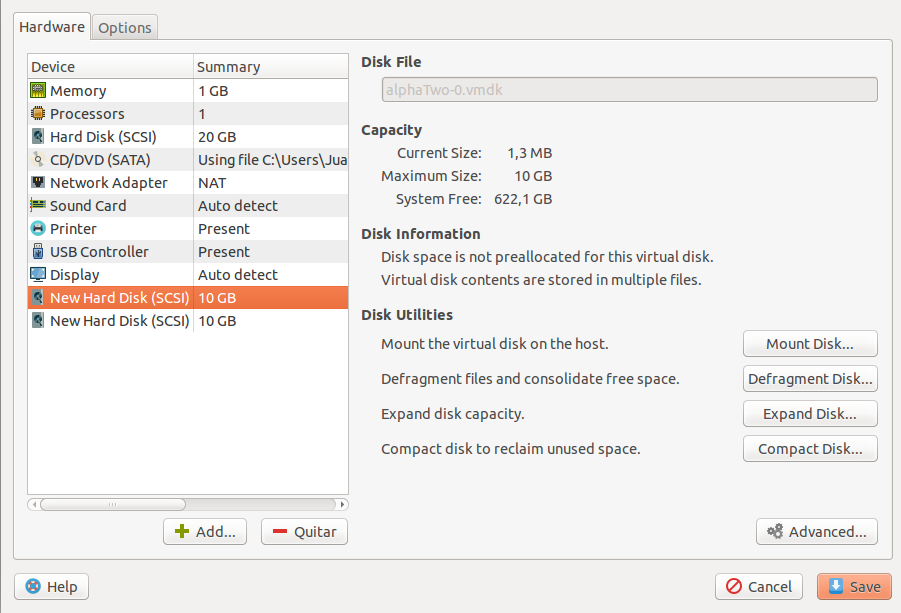 Hardware Options
Device Summary
Memory 1 GB
Processors 1
Hard Disk (SCSI) 20 GB
CD/DVD (SATA) Using file C:\Users\Jua
Network Adapter NAT
Sound Card Auto detect
Printer Present
USB Controller Present
Display Auto detect
New Hard Disk (SCSI) 10 GB
New Hard Disk (SCSI) 10 GB
Add... Quitar
Disk File
alphaTwo-0.vmdk
Capacity
Current Size: 1,3 MB
Maximum Size: 10 GB
System Free: 622,1 GB
Disk Information
Disk space is not preallocated for this virtual disk.
Virtual disk contents are stored in multiple files.
Disk Utilities
Mount the virtual disk on the host. Mount Disk...
Defragment files and consolidate free space. Defragment Disk...
Expand disk capacity. Expand Disk...
Compact disk to reclaim unused space. Compact Disk...
Advanced...
Help Cancel Save